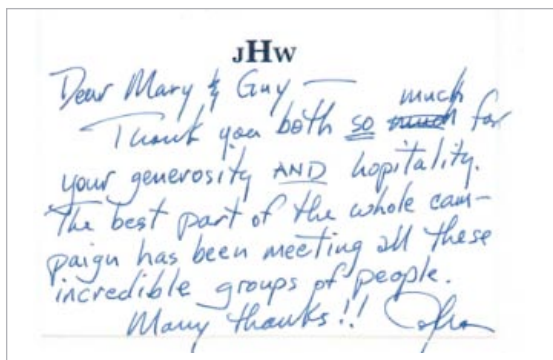 JHW
Dear Mary & Guy —
Thank you both so much for
your generosity AND hopitality.
The best part of the whole cam-
paign has been meeting all these
incredible groups of people.
Many thanks!!